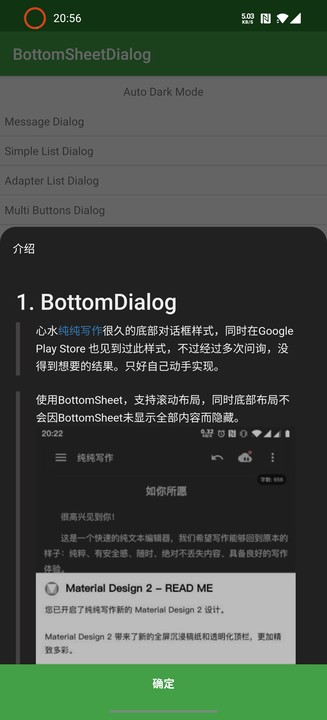 20:56
5.03
KB/S
BottomSheetDialog
Auto Dark Mode
Message Dialog
Simple List Dialog
Adapter List Dialog
Multi Buttons Dialog
介绍
1. BottomDialog
心水纯纯写作很久的底部对话框样式，同时在Google
Play Store 也见到过此样式，不过经过多次问询，没
得到想要的结果。只好自己动手实现。
使用BottomSheet，支持滚动布局，同时底部布局不
会因BottomSheet未显示全部内容而隐藏。
20:22
纯纯写作
字数: 656
如你所愿
很高兴见到你！
这是一个快速的纯文本编辑器，我们希望写作能够回到原本的
样子：纯粹、有安全感、随时、绝对不丢失内容、具备良好的写作
体验。
Material Design 2 – READ ME
您已开启了纯纯写作新的 Material Design 2 设计。
Material Design 2 带来了新的全屏沉浸稿纸和透明化顶栏，更加精
致多彩。
确定